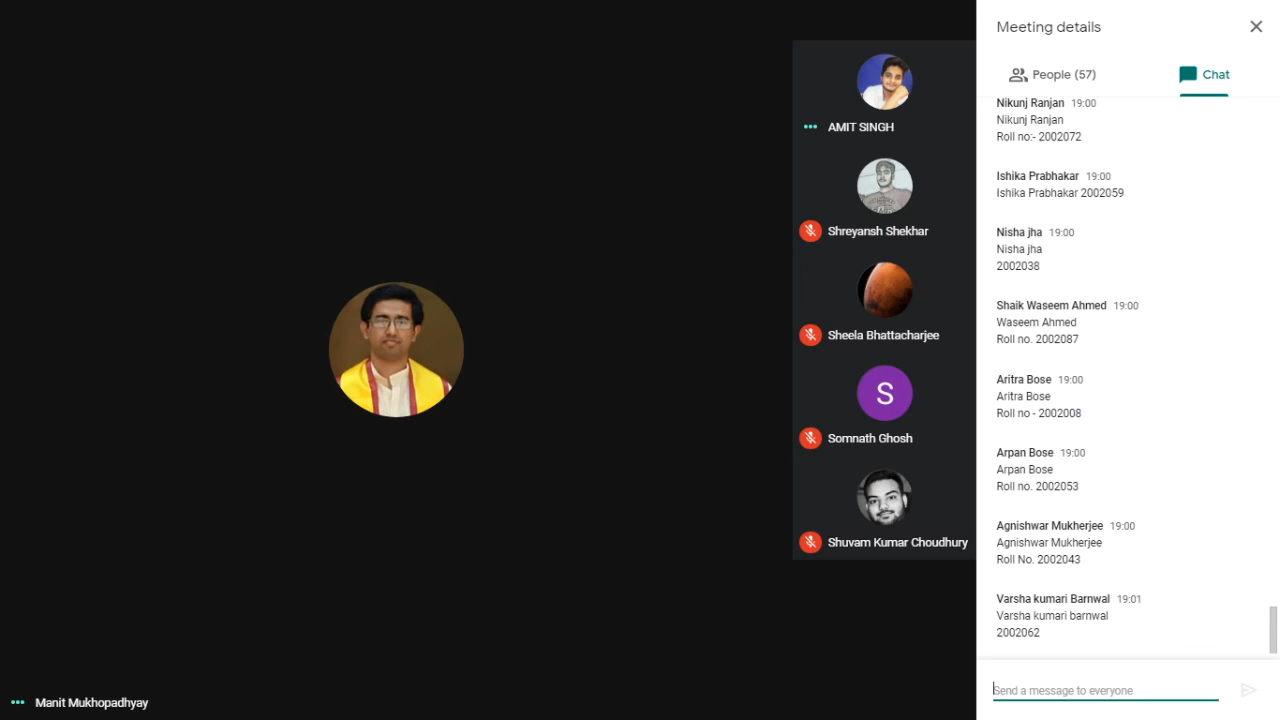 Meeting details
People (57)
Chat
Nikunj Ranjan 19:00
Nikunj Ranjan
Roll no:- 2002072
Ishika Prabhakar 19:00
Ishika Prabhakar 2002059
Nisha jha 19:00
Nisha jha
2002038
Shaik Waseem Ahmed 19:00
Waseem Ahmed
Roll no. 2002087
Aritra Bose 19:00
Aritra Bose
Roll no - 2002008
Arpan Bose 19:00
Arpan Bose
Roll no. 2002053
Agnishwar Mukherjee 19:00
Agnishwar Mukherjee
Roll No. 2002043
Varsha kumari Barnwal 19:01
Varsha kumari barnwal
2002062
Send a message to everyone
AMIT SINGH
Shreyansh Shekhar
Sheela Bhattacharjee
S
Somnath Ghosh
Shuvam Kumar Choudhury
Manit Mukhopadhyay